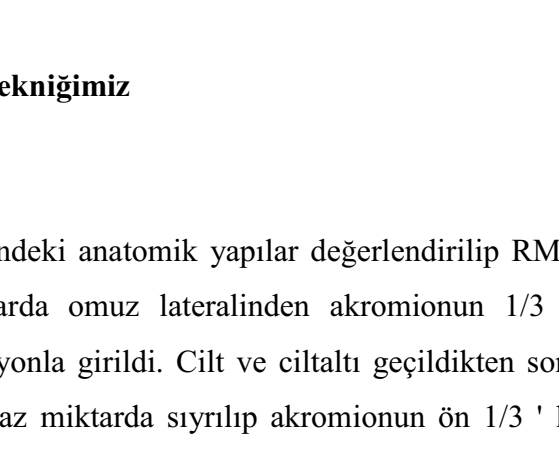 ekniğimiz
ndeki anatomik yapılar değerlendirilip RM
arda omuz lateralinden akromionun 1/3
yonla girildi. Cilt ve ciltaltı geçildikten sor
az miktarda sıyrılıp akromionun ön 1/3 '